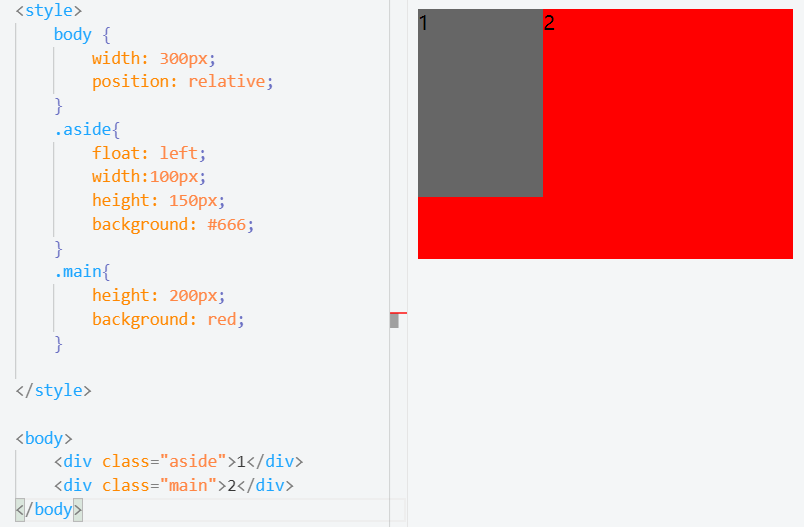 <style>
    body {
        width: 300px;
        position: relative;
    }
    .aside{
        float: left;
        width:100px;
        height: 150px;
        background: #666;
    }
    .main{
        height: 200px;
        background: red;
    }
</style>
<body>
    <div class="aside">1</div>
    <div class="main">2</div>
</body>
1
2